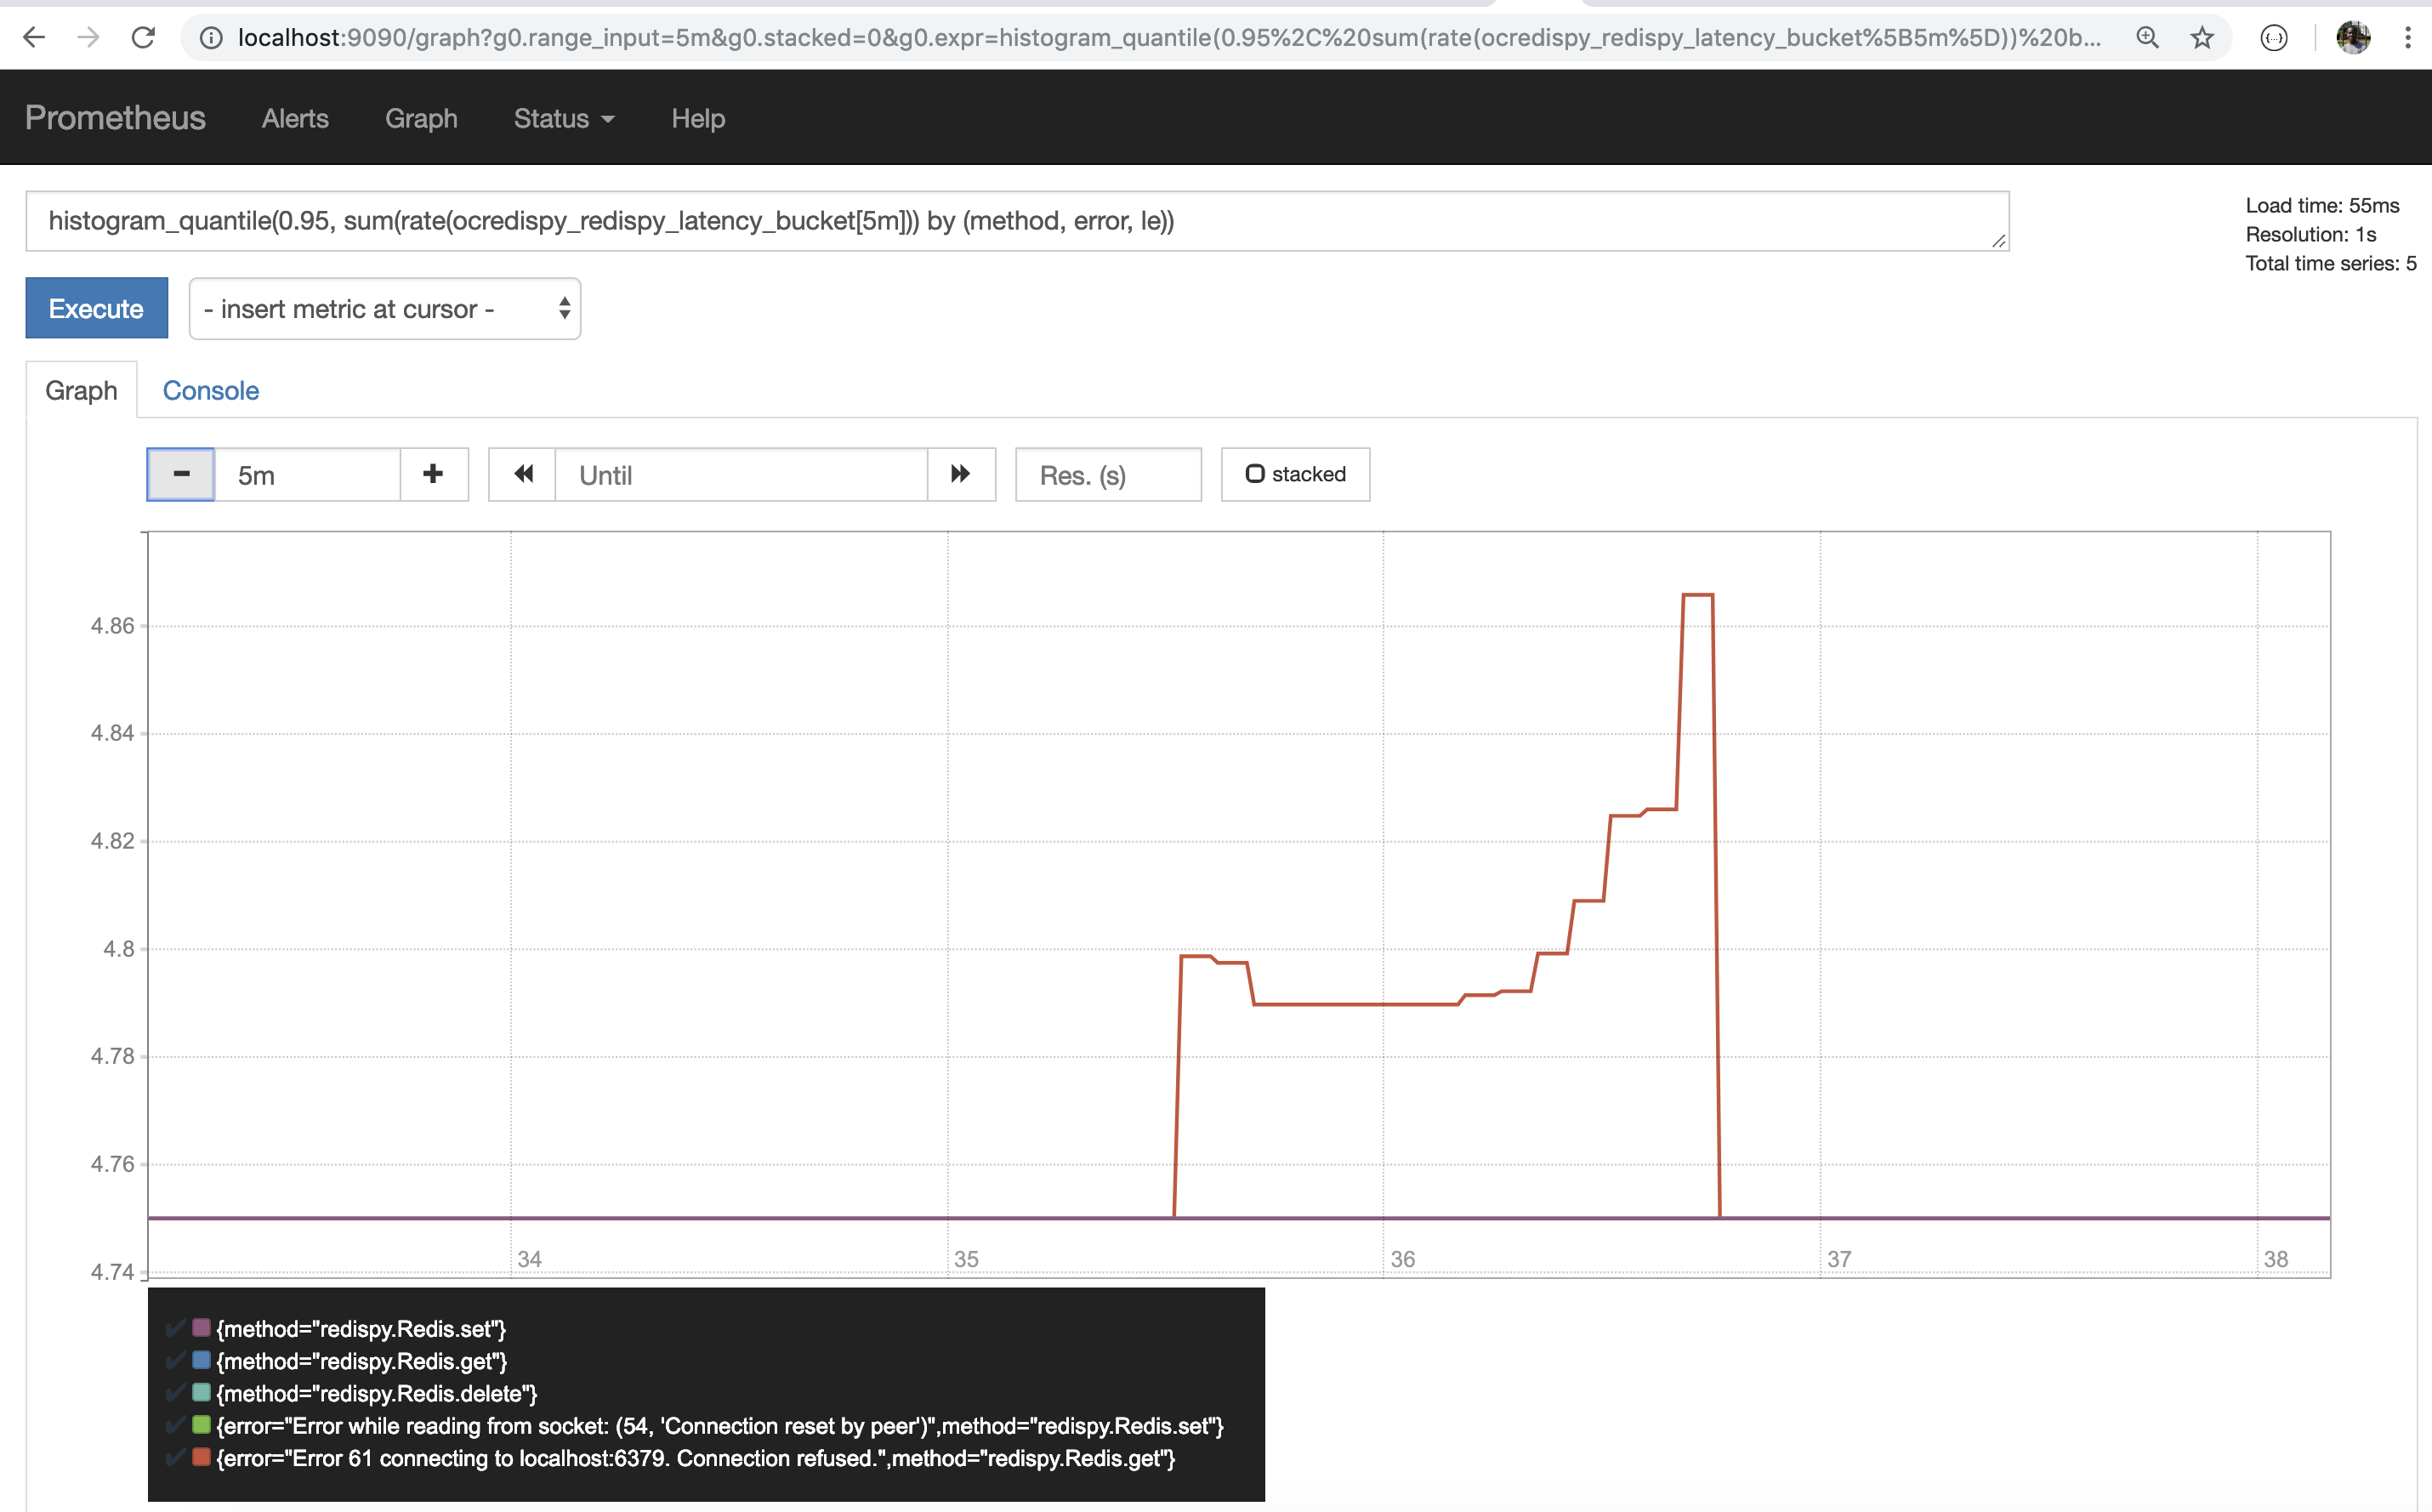 localhost:9090/graph?g0.range_input=5m&g0.stacked=0&g0.expr=histogram_quantile(0.95%2C%20sum(rate(ocredispy_redispy_latency_bucket%5B5m%5D))%20b...
Prometheus Alerts Graph Status Help
histogram_quantile(0.95, sum(rate(ocredispy_redispy_latency_bucket[5m])) by (method, error, le))
Load time: 55ms
Resolution: 1s
Total time series: 5
Execute - insert metric at cursor -
Graph Console
5m Until Res. (s) stacked
4.86
4.84
4.82
4.8
4.78
4.76
4.74
34 35 36 37 38
{method="redispy.Redis.set"}
{method="redispy.Redis.get"}
{method="redispy.Redis.delete"}
{error="Error while reading from socket: (54, 'Connection reset by peer')",method="redispy.Redis.set"}
{error="Error 61 connecting to localhost:6379. Connection refused.",method="redispy.Redis.get"}